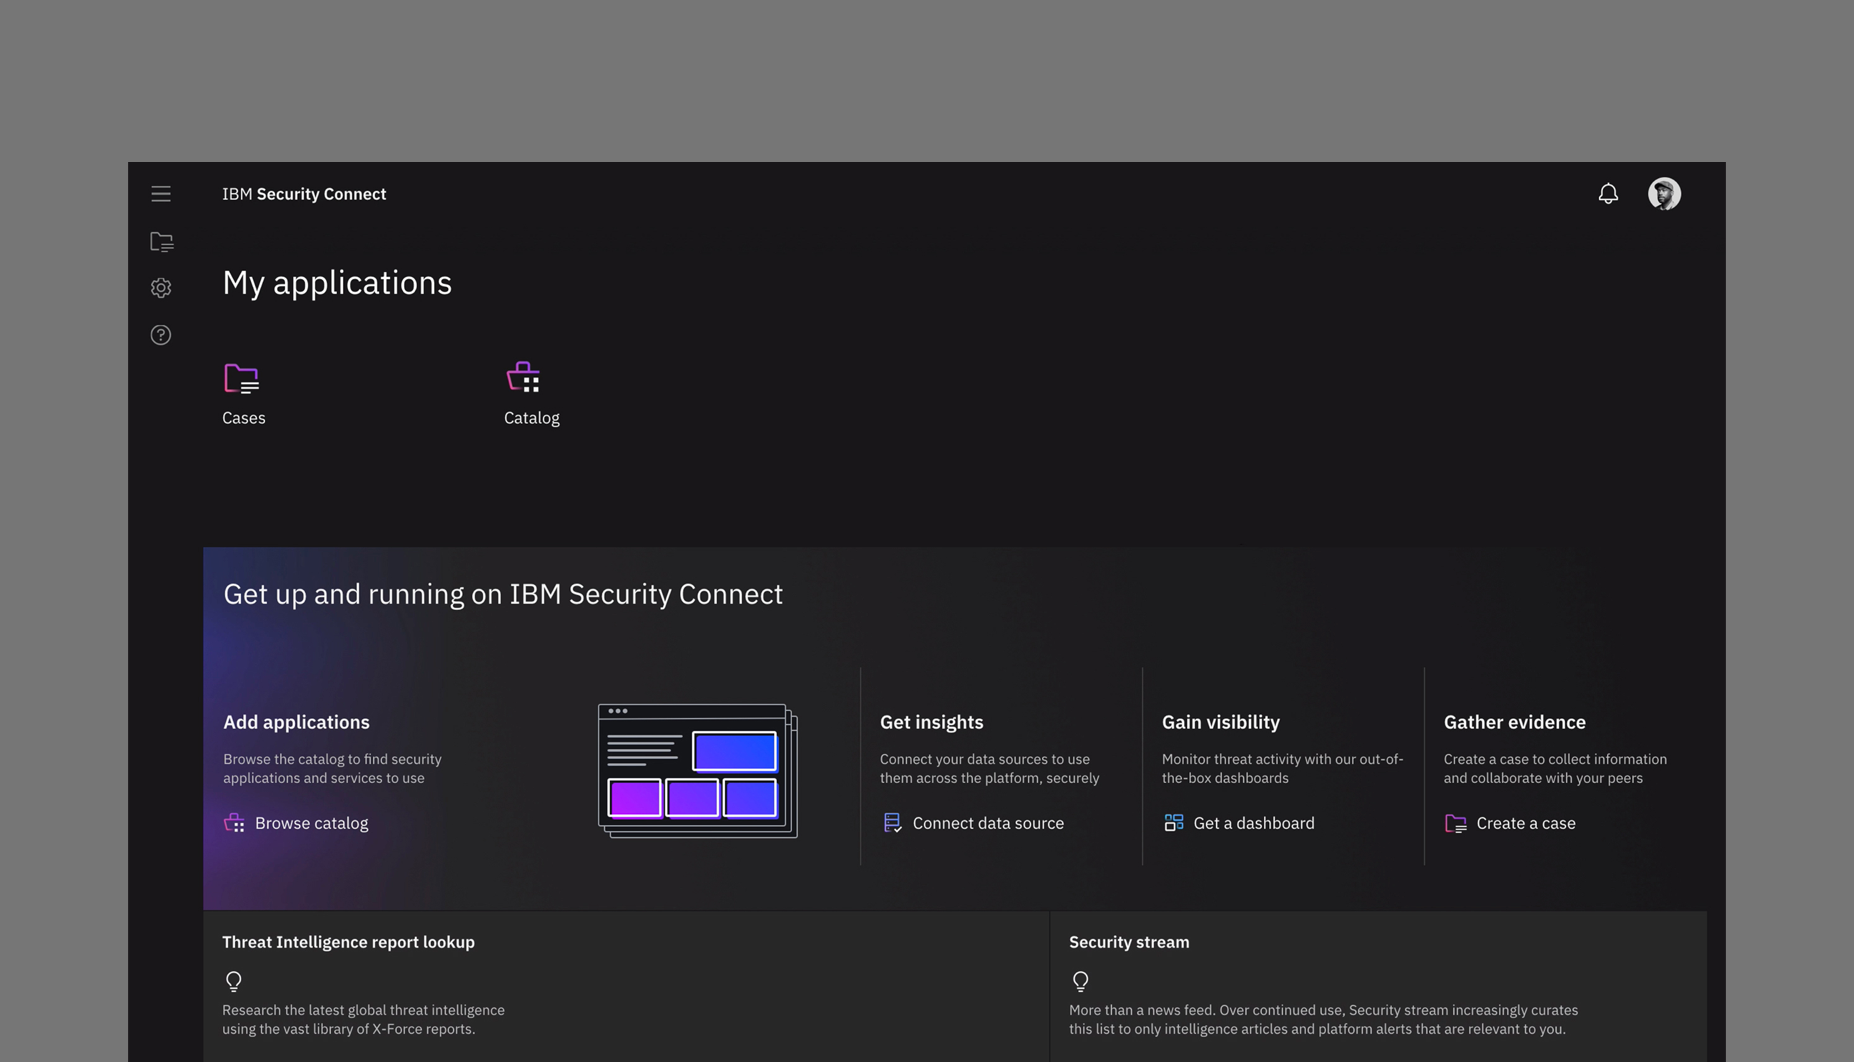 IBM Security Connect
My applications
Cases
Catalog
Get up and running on IBM Security Connect
Add applications
Browse the catalog to find security
applications and services to use
Browse catalog
Get insights
Connect your data sources to use
them across the platform, securely
Connect data source
Gain visibility
Monitor threat activity with our out-of-
the-box dashboards
Get a dashboard
Gather evidence
Create a case to collect information
and collaborate with your peers
Create a case
Threat Intelligence report lookup
Research the latest global threat intelligence
using the vast library of X-Force reports.
Security stream
More than a news feed. Over continued use, Security stream increasingly curates
this list to only intelligence articles and platform alerts that are relevant to you.